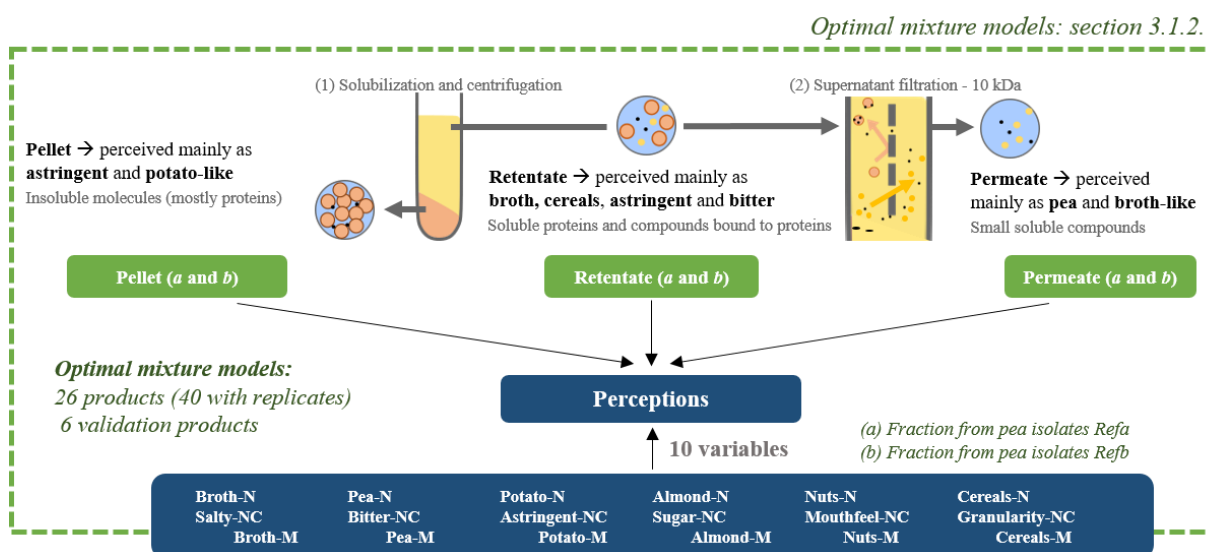 Optimal mixture models: section 3.1.2.
(1) Solubilization and centrifugation
(2) Supernatant filtration - 10 kDa
Pellet → perceived mainly as
astringent and potato-like
Insoluble molecules (mostly proteins)
Retentate → perceived mainly as
broth, cereals, astringent and bitter
Soluble proteins and compounds bound to proteins
Permeate → perceived
mainly as pea and broth-like
Small soluble compounds
Pellet (a and b)
Retentate (a and b)
Permeate (a and b)
Optimal mixture models:
26 products (40 with replicates)
6 validation products
Perceptions
10 variables
(a) Fraction from pea isolates Refa
(b) Fraction from pea isolates Refb
Broth-N Pea-N Potato-N Almond-N Nuts-N Cereals-N
Salty-NC Bitter-NC Astringent-NC Sugar-NC Mouthfeel-NC Granularity-NC
Broth-M Pea-M Potato-M Almond-M Nuts-M Cereals-M